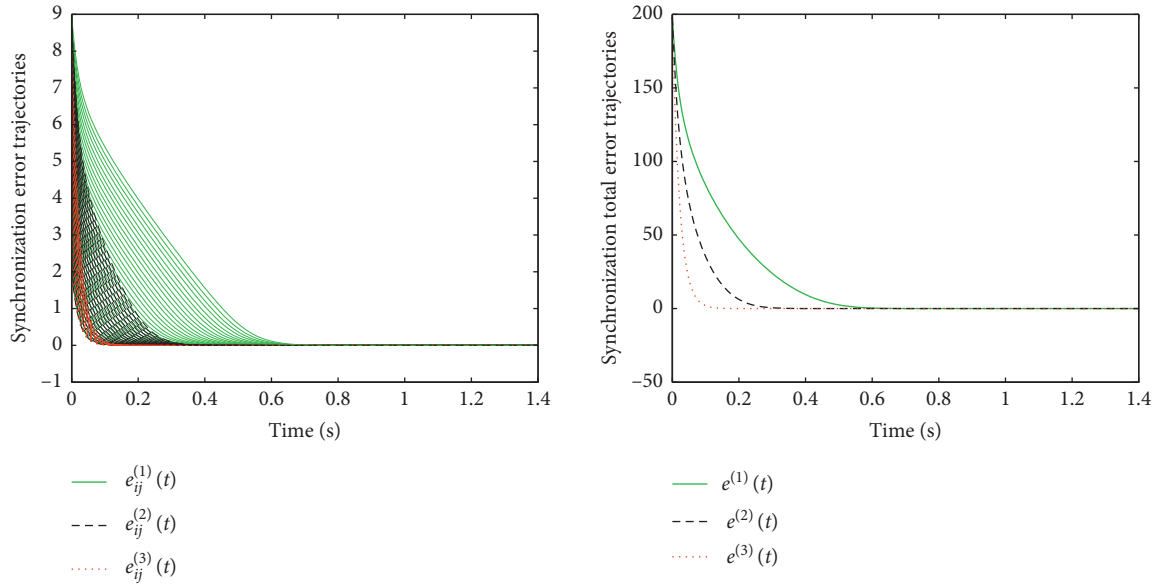 Synchronization error trajectories
9
8
7
6
5
4
3
2
1
0
–1
0 0.2 0.4 0.6 0.8 1 1.2 1.4
Time (s)
e_{ij}^{(1)} (t)
e_{ij}^{(2)} (t)
e_{ij}^{(3)} (t)
Synchronization total error trajectories
200
150
100
50
0
–50
0 0.2 0.4 0.6 0.8 1 1.2 1.4
Time (s)
e^{(1)} (t)
e^{(2)} (t)
e^{(3)} (t)